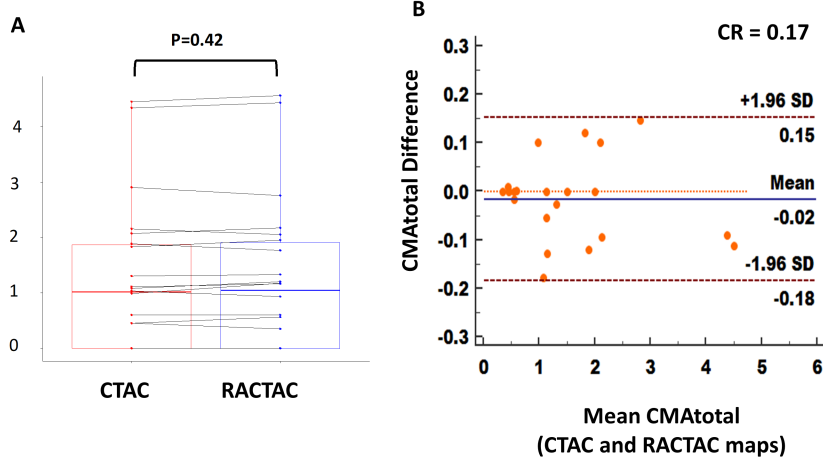 A
P=0.42
4
3
2
1
0
CTAC
RACTAC
B
CR = 0.17
CMAtotal Difference
0.3
0.2
0.1
0.0
-0.1
-0.2
-0.3
+1.96 SD
0.15
Mean
-0.02
-1.96 SD
-0.18
0 1 2 3 4 5 6
Mean CMAtotal
(CTAC and RACTAC maps)